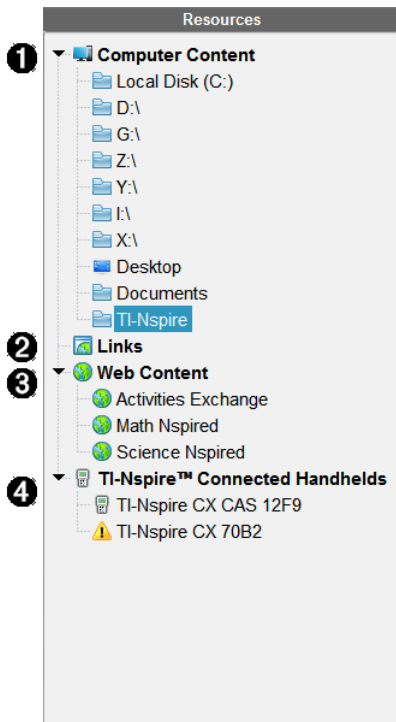 Resources
1 Computer Content
Local Disk (C:)
D:\
G:\
Z:\
Y:\
I:\
X:\
Desktop
Documents
TI-Nspire
2 Links
3 Web Content
Activities Exchange
Math Nspired
Science Nspired
4 TI-Nspire™ Connected Handhelds
TI-Nspire CX CAS 12F9
TI-Nspire CX 70B2